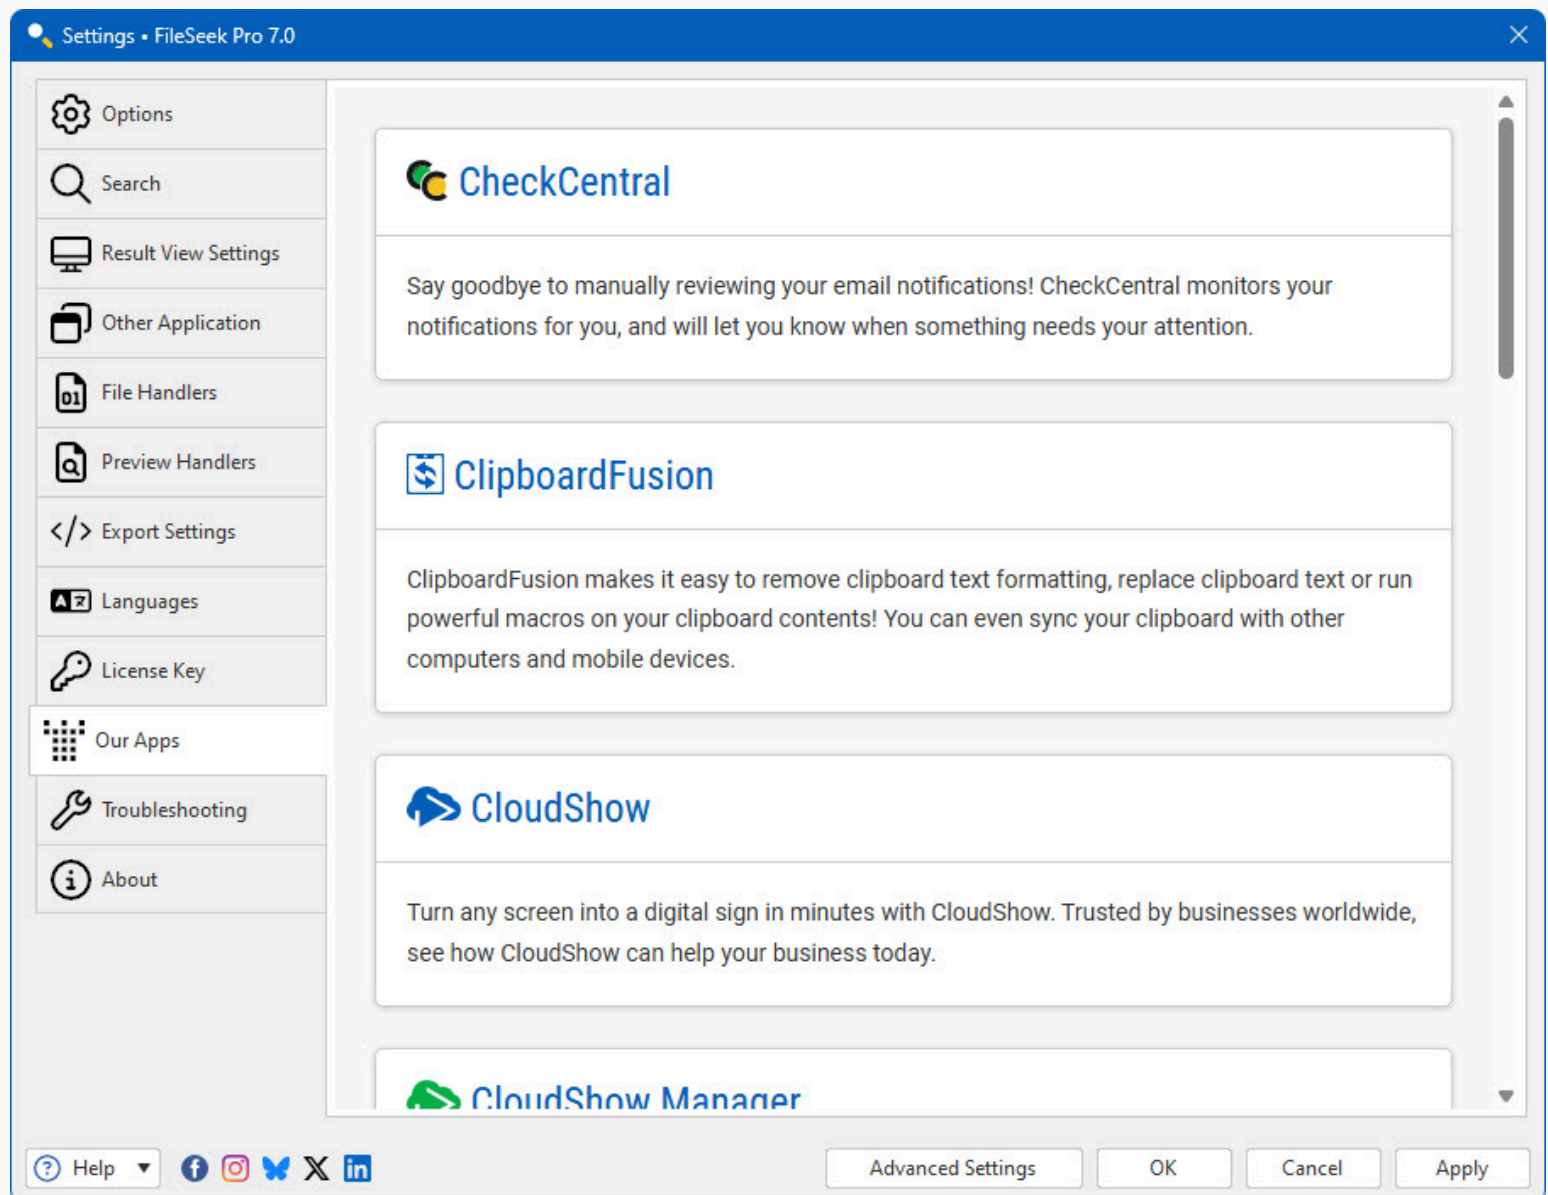 Settings • FileSeek Pro 7.0
Options
Search
Result View Settings
Other Application
File Handlers
Preview Handlers
Export Settings
Languages
License Key
Our Apps
Troubleshooting
About
CheckCentral
Say goodbye to manually reviewing your email notifications! CheckCentral monitors your
notifications for you, and will let you know when something needs your attention.
ClipboardFusion
ClipboardFusion makes it easy to remove clipboard text formatting, replace clipboard text or run
powerful macros on your clipboard contents! You can even sync your clipboard with other
computers and mobile devices.
CloudShow
Turn any screen into a digital sign in minutes with CloudShow. Trusted by businesses worldwide,
see how CloudShow can help your business today.
CloudShow Manager
Help
Advanced Settings
OK
Cancel
Apply